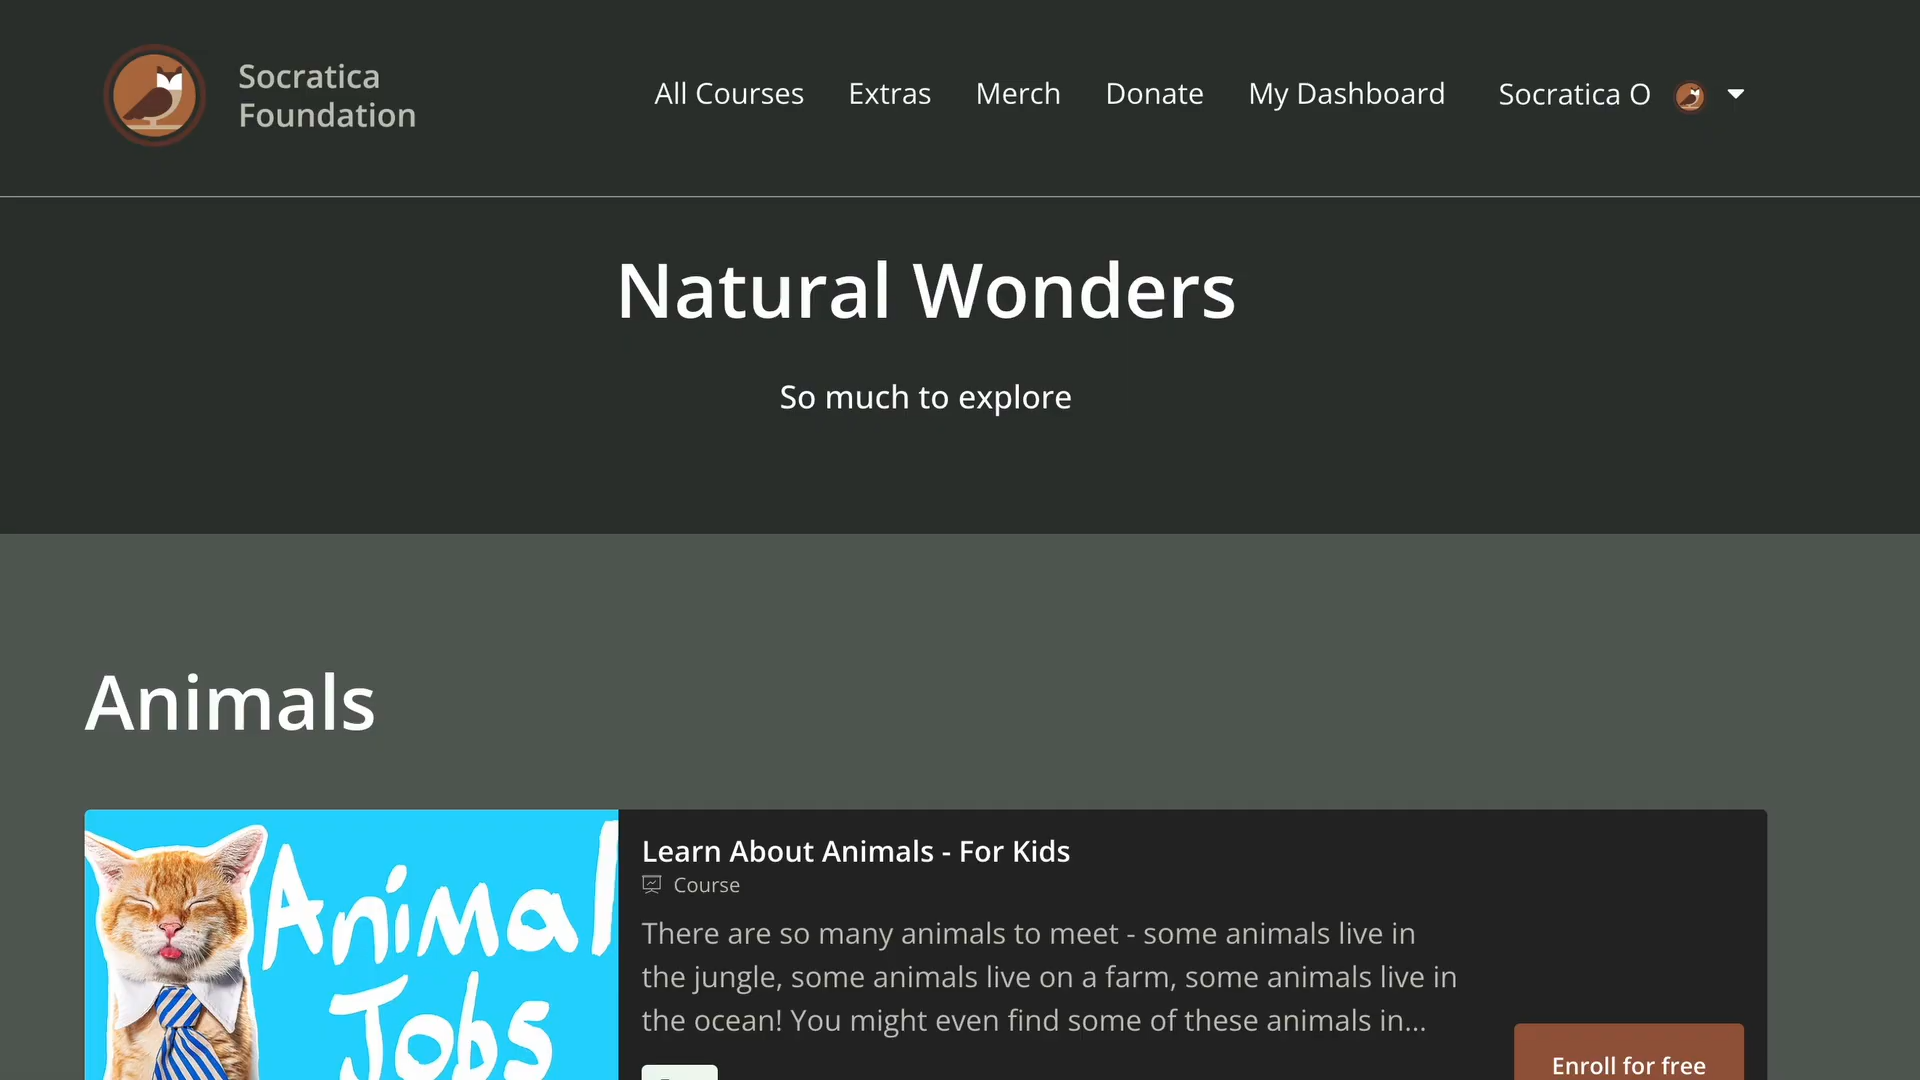 Socratica
Foundation
All Courses
Extras
Merch
Donate
My Dashboard
Socratica O
Natural Wonders
So much to explore
Animals
Animal
Jobs
Learn About Animals - For Kids
Course
There are so many animals to meet - some animals live in
the jungle, some animals live on a farm, some animals live in
the ocean! You might even find some of these animals in...
Enroll for free